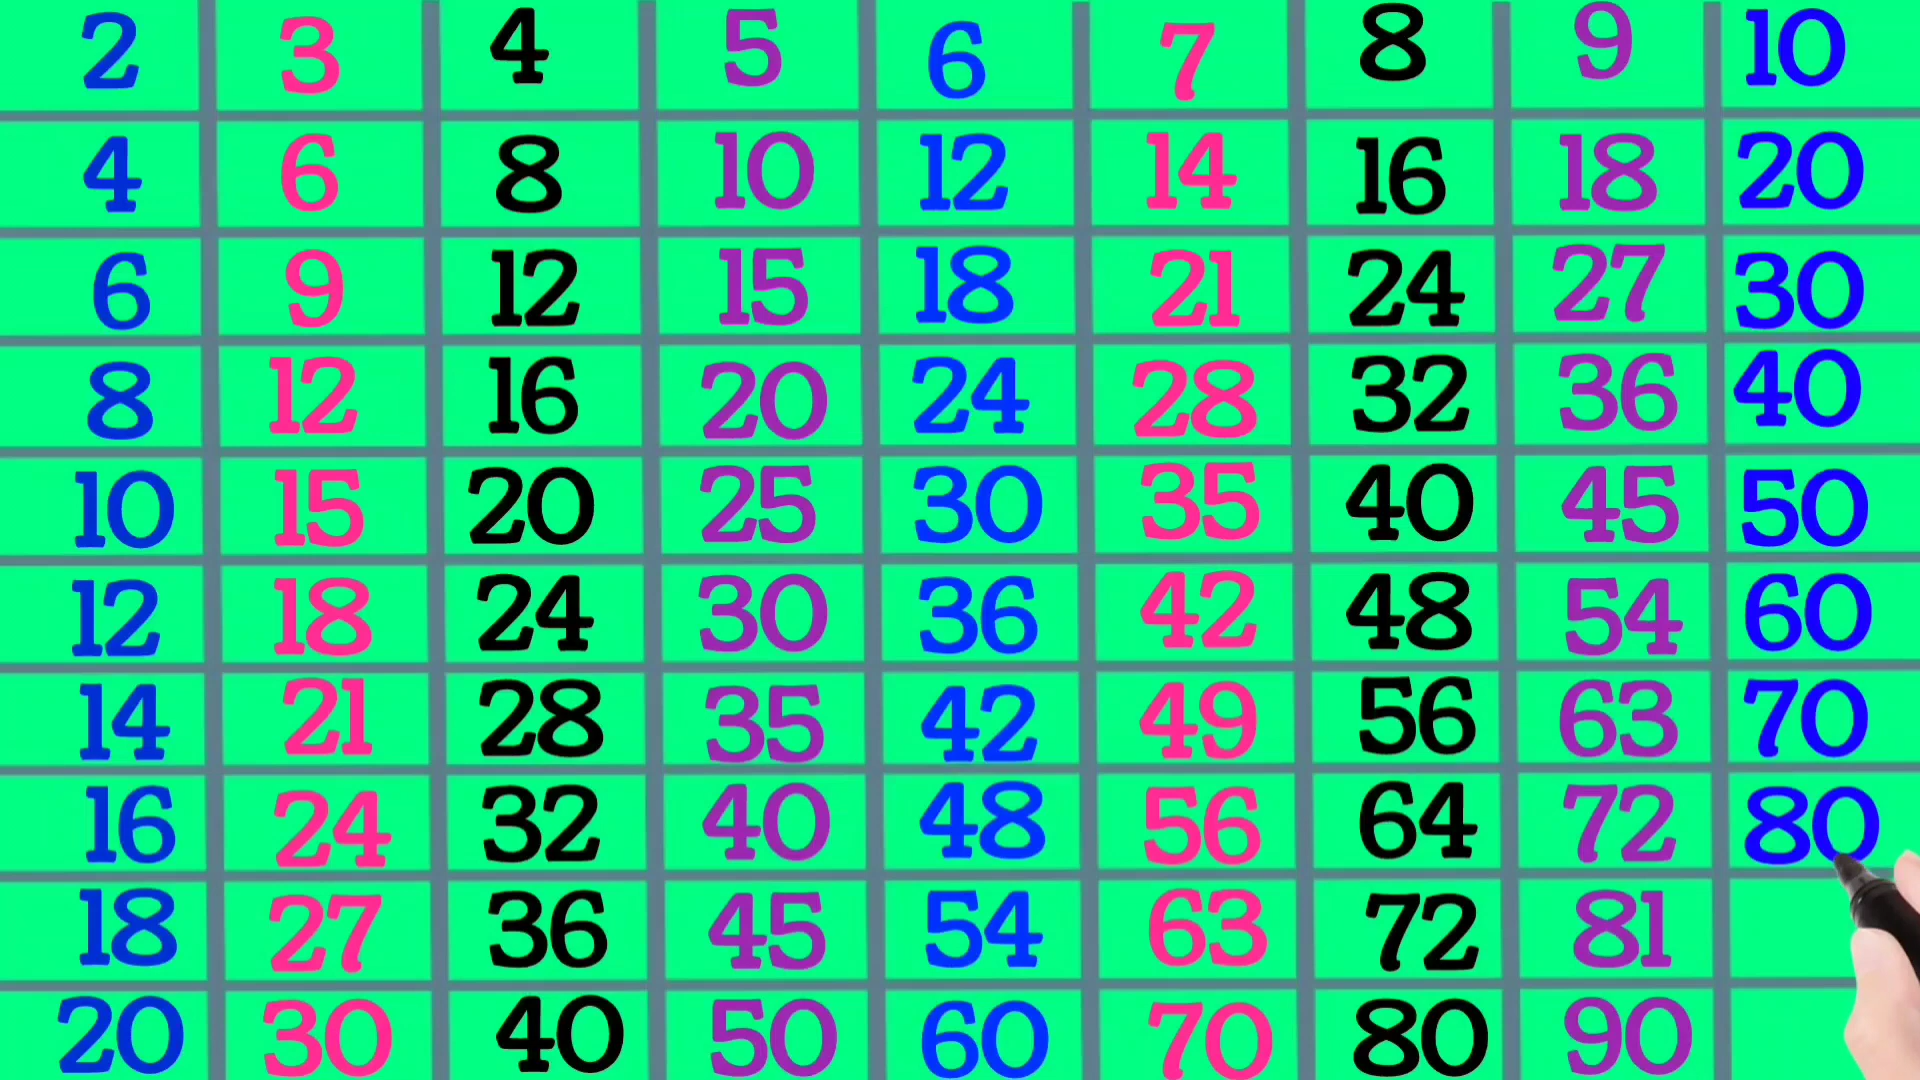 2 3 4 5 6 7 8 9 10
4 6 8 10 12 14 16 18 20
6 9 12 15 18 21 24 27 30
8 12 16 20 24 28 32 36 40
10 15 20 25 30 35 40 45 50
12 18 24 30 36 42 48 54 60
14 21 28 35 42 49 56 63 70
16 24 32 40 48 56 64 72 80
18 27 36 45 54 63 72 81
20 30 40 50 60 70 80 90